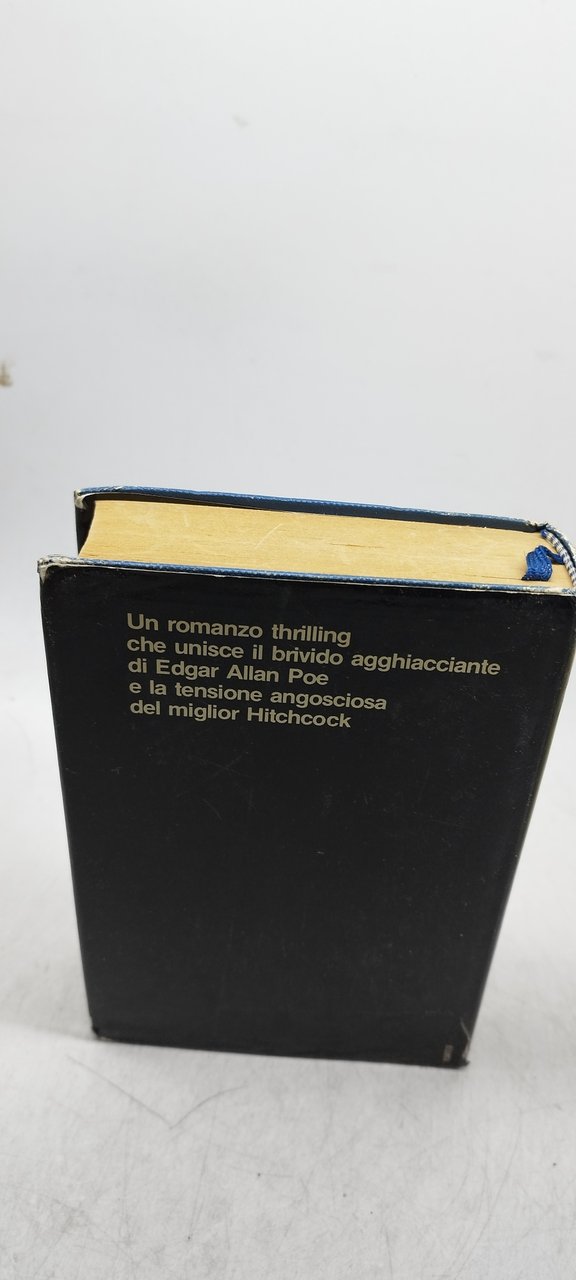 Un romanzo thrilling
che unisce il brivido agghiacciante
di Edgar Allan Poe
e la tensione angosciosa
del miglior Hitchcock